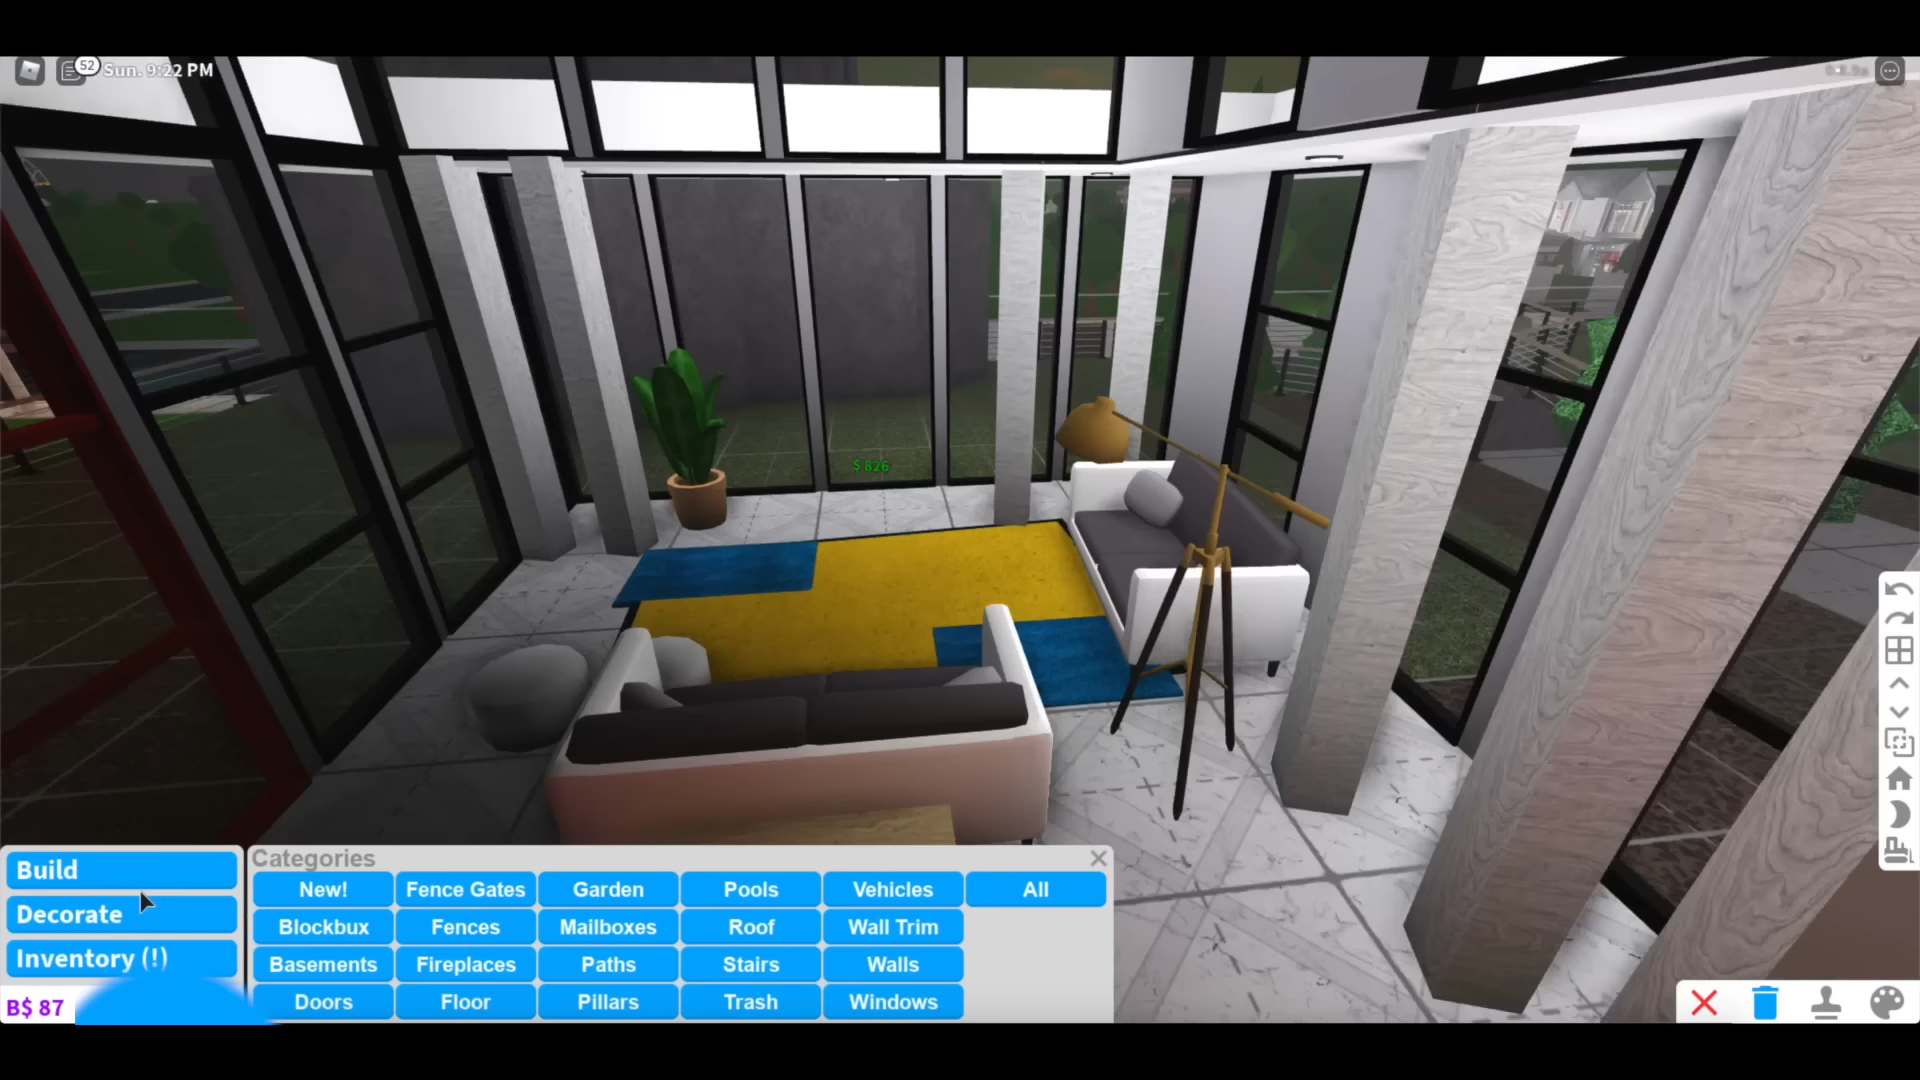 52
Sun. 9:22 PM
$ 826
Build
Decorate
Inventory (!)
B$ 87
Categories
New! Fence Gates Garden Pools Vehicles All
Blockbux Fences Mailboxes Roof Wall Trim
Basements Fireplaces Paths Stairs Walls
Doors Floor Pillars Trash Windows